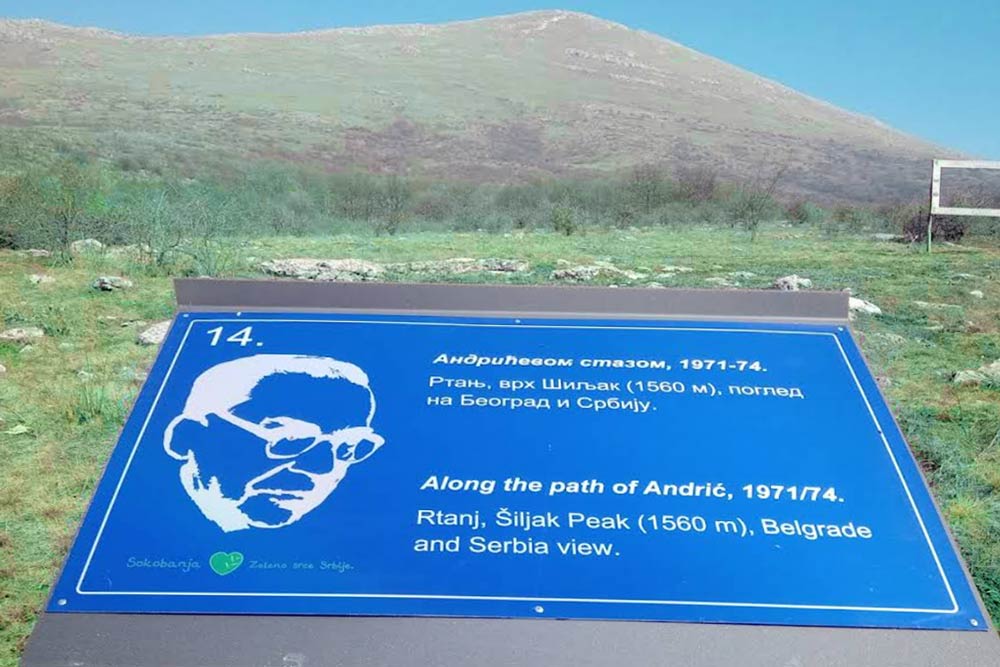 14.
Андрићевом стазом, 1971-74.
Ртањ, врх Шиљак (1560 м), поглед
на Београд и Србију.
Along the path of Andrić, 1971/74.
Rtanj, Šiljak Peak (1560 m), Belgrade
and Serbia view.
Sokobanja Zeleno srce Srbije.